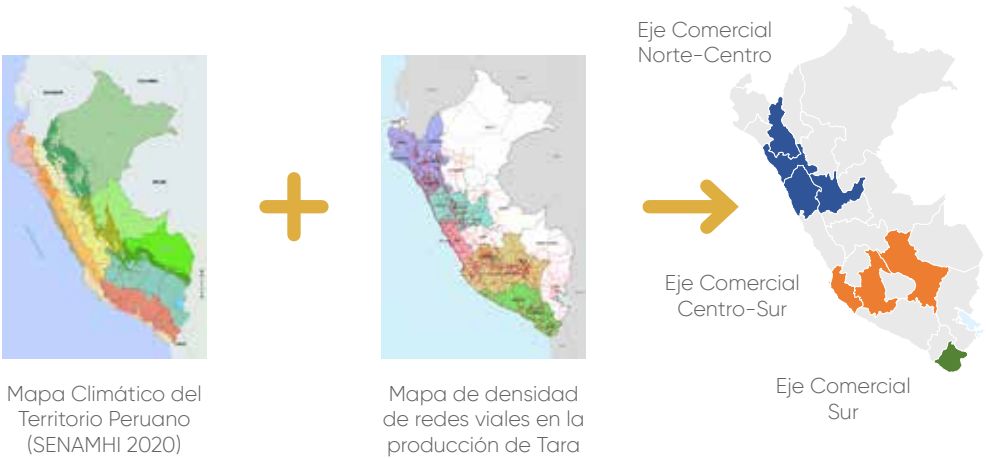 Eje Comercial
Norte-Centro
Eje Comercial
Centro-Sur
Eje Comercial
Sur
Mapa Climático del
Territorio Peruano
(SENAMHI 2020)
Mapa de densidad
de redes viales en la
producción de Tara